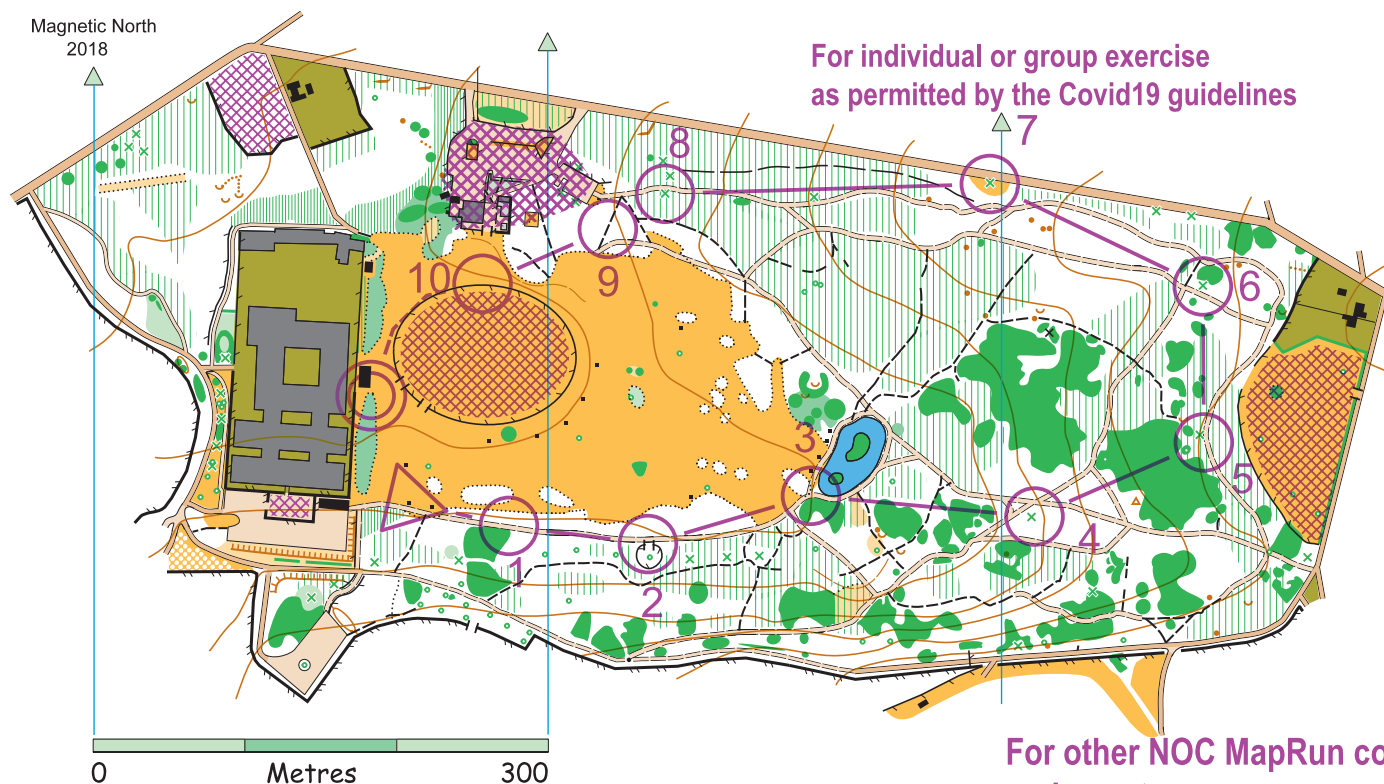 Magnetic North
2018
For individual or group exercise
as permitted by the Covid19 guidelines
7
8
6
10
9
3
5
4
1
2
For other NOC MapRun co
0 Metres 300